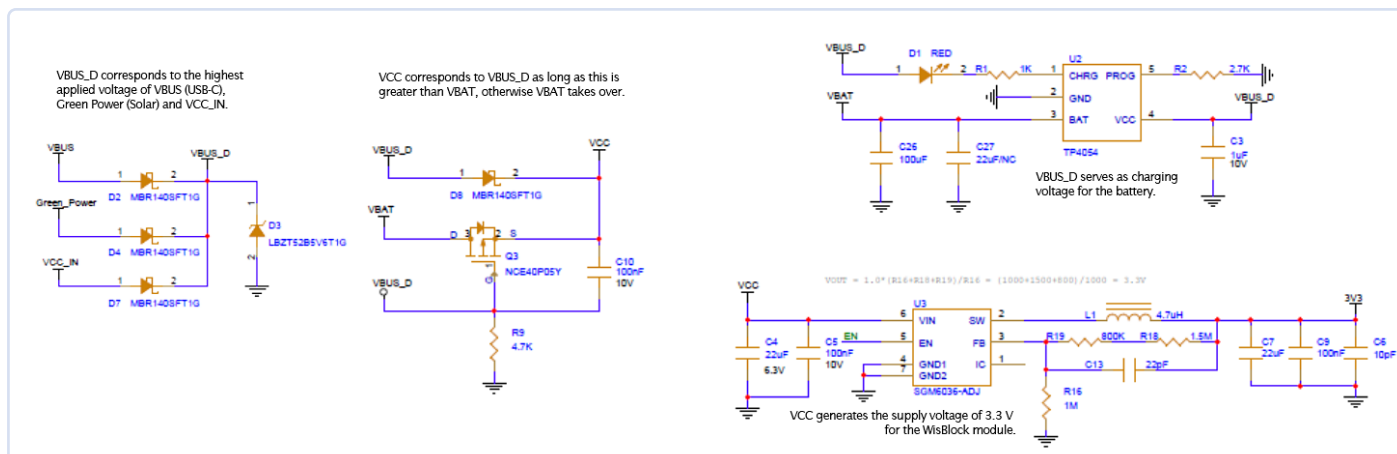 VBUS_D corresponds to the highest
applied voltage of VBUS (USB-C),
Green Power (Solar) and VCC_IN.
VBUS
VBUS_D
1
2
D2 MBR140SFT1G
Green_Power
1
2
D4 MBR140SFT1G
VCC_IN
1
2
D7 MBR140SFT1G
1
D3
LBZT52B5V6T1G
2
VCC corresponds to VBUS_D as long as this is
greater than VBAT, otherwise VBAT takes over.
VCC
VBUS_D
1
2
D8 MBR140SFT1G
VBAT
D 3
2 S
Q3
NCE40P05Y
G 1
C10
100nF
10V
VBUS_D
R9
4.7K
VBUS_D
D1 RED
1
2
R1
1K
U2
1 CHRG
PROG 5
R2
2.7K
2 GND
VBAT
3 BAT
VCC 4
VBUS_D
TP4054
C26
100uF
C27
22uF/NC
C3
1uF
10V
VBUS_D serves as charging
voltage for the battery.
VOUT = 1.0*(R16+R18+R19)/R16 = (1000+1500+800)/1000 = 3.3V
VCC
U3
6 VIN
SW 2
L1
4.7uH
3V3
EN
5 EN
FB 3
R19
800K
R18
1.5M
4 GND1
7 GND2
IC 1
SGM6036-ADJ
C4
22uF
6.3V
C5
100nF
10V
C13
22pF
R16
1M
C7
22uF
C9
100nF
C6
10pF
VCC generates the supply voltage of 3.3 V
for the WisBlock module.